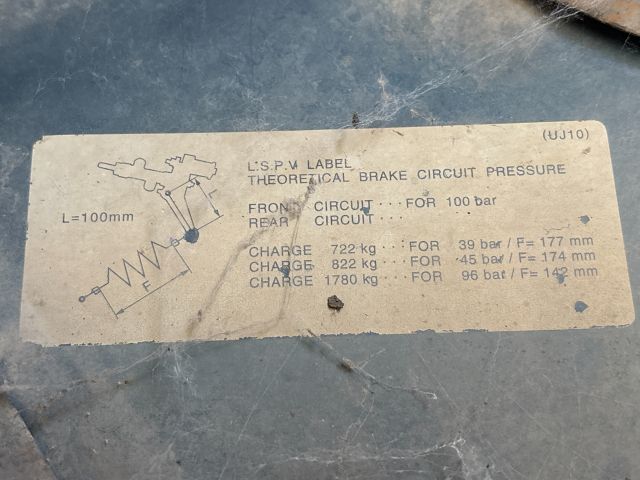 (UJ10)
L.S.P.V LABEL
THEORETICAL BRAKE CIRCUIT PRESSURE
L=100mm
FRONT CIRCUIT ··· FOR 100 bar
REAR CIRCUIT ···
CHARGE 722 kg ··· FOR 39 bar / F= 177 mm
CHARGE 822 kg ··· FOR 45 bar / F= 174 mm
CHARGE 1780 kg ··· FOR 96 bar / F= 142 mm
L
F